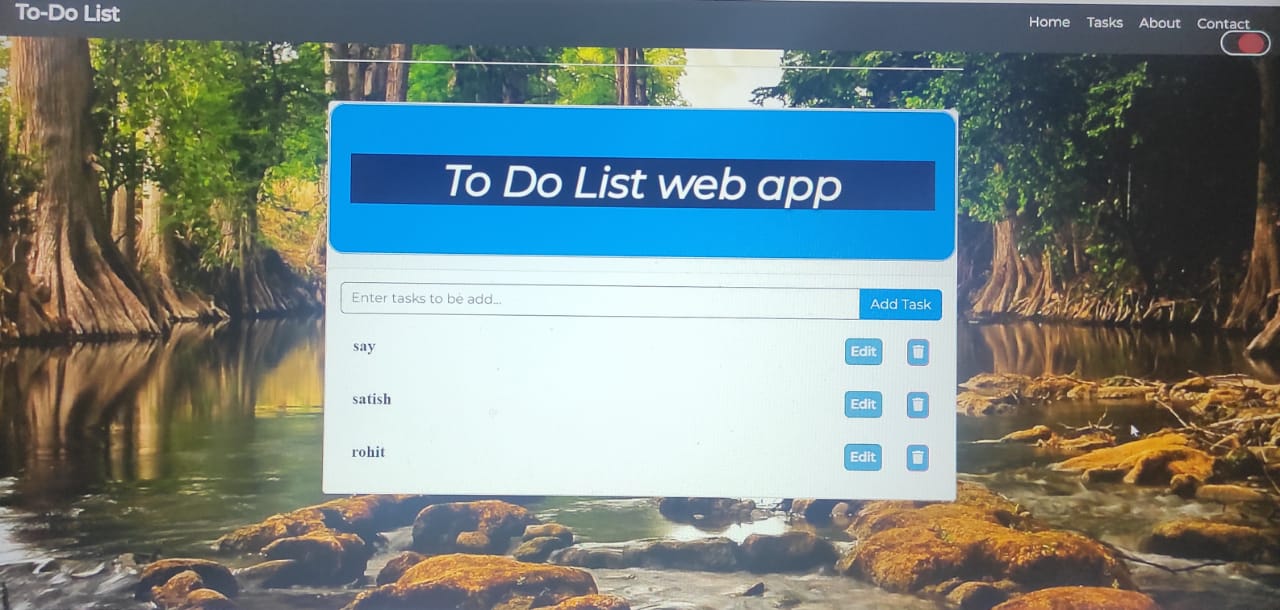 To-Do List
Home Tasks About Contact
To Do List web app
Enter tasks to be add...
Add Task
say
Edit
satish
Edit
rohit
Edit